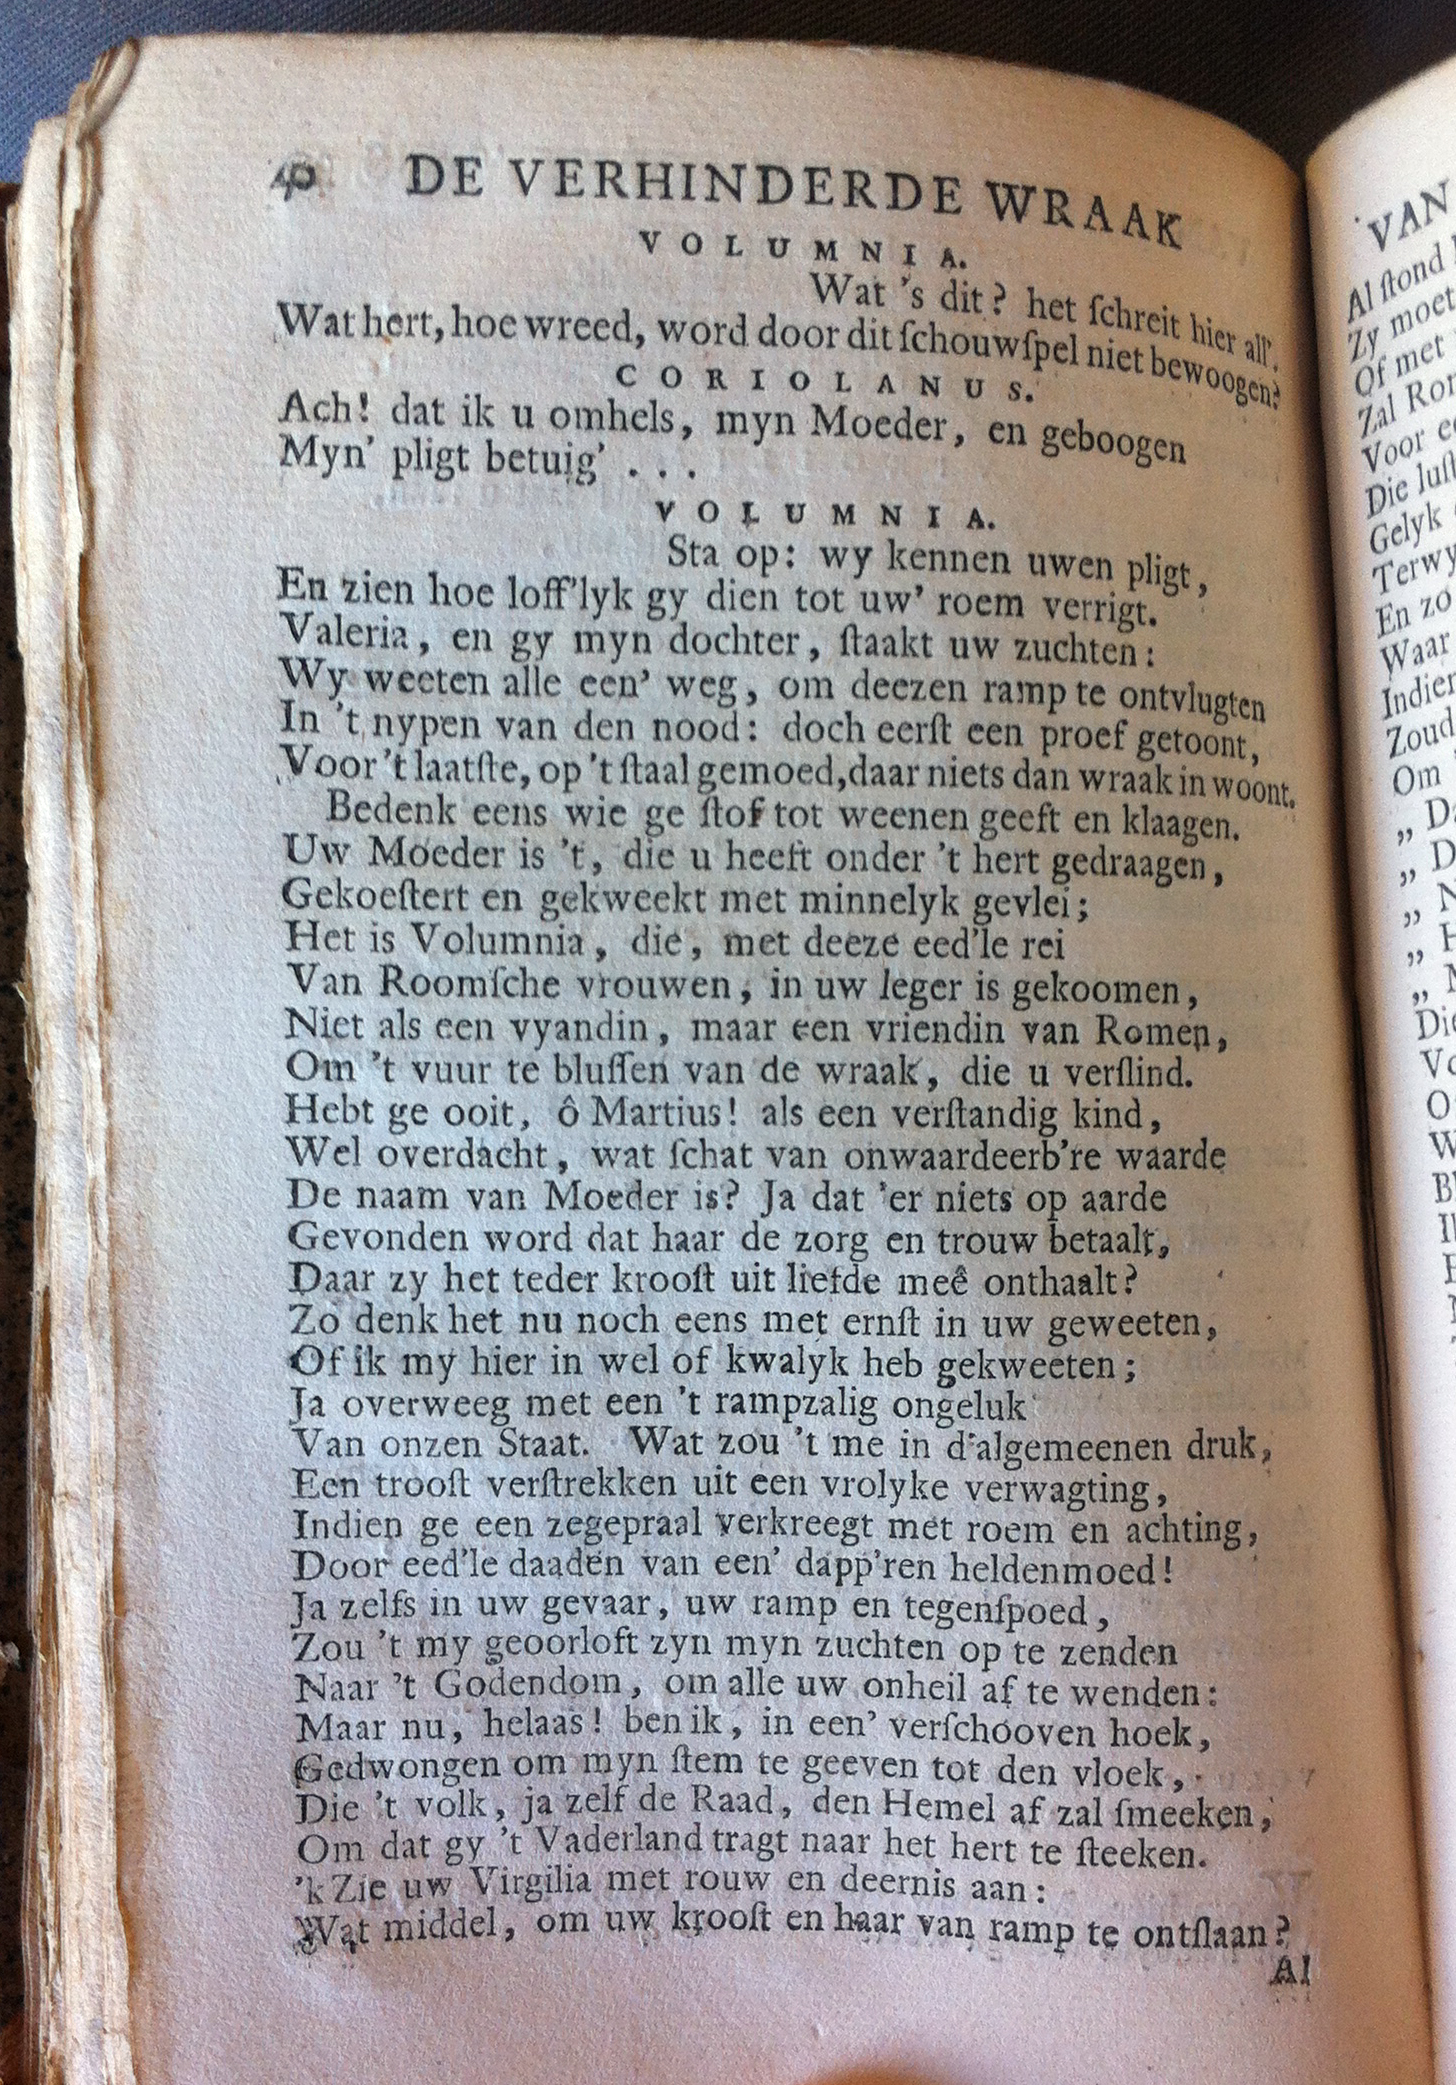 40 DE VERHINDERDE WRAAK
VOLUMNIA.
Wat 's dit? het ſchreit hier all'.
Wat hert, hoe wreed, word door dit ſchouwſpel niet bewoogen?
CORIOLANUS.
Ach! dat ik u omhels, myn Moeder, en geboogen
Myn' pligt betuig' . . .
VOLUMNIA.
Sta op: wy kennen uwen pligt,
En zien hoe loff'lyk gy dien tot uw' roem verrigt.
Valeria, en gy myn dochter, ſtaakt uw zuchten:
Wy weeten alle een' weg, om deezen ramp te ontvlugten
In 't nypen van den nood: doch eerſt een proef getoont,
Voor 't laatſte, op 't ſtaal gemoed, daar niets dan wraak in woont.
Bedenk eens wie ge ſtof tot weenen geeft en klaagen.
Uw Moeder is 't, die u heeft onder 't hert gedraagen,
Gekoeſtert en gekweekt met minnelyk gevlei;
Het is Volumnia, die, met deeze eed'le rei
Van Roomſche vrouwen, in uw leger is gekoomen,
Niet als een vyandin, maar een vriendin van Romen,
Om 't vuur te bluſſen van de wraak, die u verſlind.
Hebt ge ooit, ô Martius! als een verſtandig kind,
Wel overdacht, wat ſchat van onwaardeerb're waarde
De naam van Moeder is? Ja dat 'er niets op aarde
Gevonden word dat haar de zorg en trouw betaalt,
Daar zy het teder krooſt uit liefde meê onthaalt?
Zo denk het nu noch eens met ernſt in uw geweeten,
Of ik my hier in wel of kwalyk heb gekweeten;
Ja overweeg met een 't rampzalig ongeluk
Van onzen Staat. Wat zou 't me in d'algemeenen druk,
Een trooſt verſtrekken uit een vrolyke verwagting,
Indien ge een zegepraal verkreegt met roem en achting,
Door eed'le daaden van een' dapp'ren heldenmoed!
Ja zelfs in uw gevaar, uw ramp en tegenſpoed,
Zou 't my geoorloft zyn myn zuchten op te zenden
Naar 't Godendom, om alle uw onheil af te wenden:
Maar nu, helaas! ben ik, in een' verſchooven hoek,
Gedwongen om myn ſtem te geeven tot den vloek,
Die 't volk, ja zelf de Raad, den Hemel af zal ſmeeken,
Om dat gy 't Vaderland tragt naar het hert te ſteeken.
'k Zie uw Virgilia met rouw en deernis aan:
Wat middel, om uw krooſt en haar van ramp te ontſlaan?
Al
VAN
Al ſtond
Zy moet
Of met
Zal
Voor
Die
Gelyk
En zo
Waar
Om